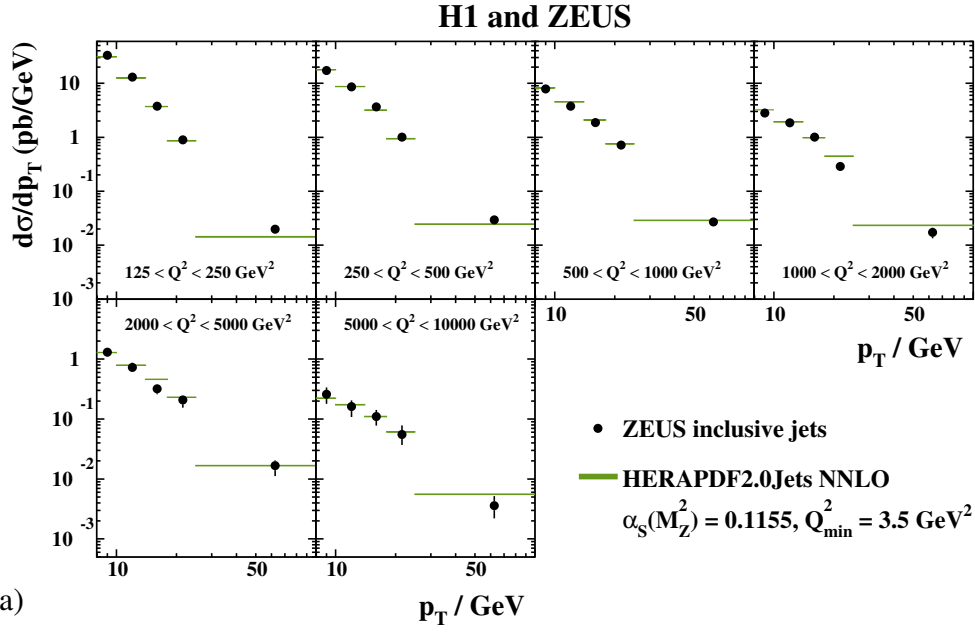 H1 and ZEUS
dσ/dp_T (pb/GeV)
10
1
10^-1
10^-2
10^-3
125 < Q^2 < 250 GeV^2
250 < Q^2 < 500 GeV^2
500 < Q^2 < 1000 GeV^2
1000 < Q^2 < 2000 GeV^2
10 50
10 50
p_T / GeV
2000 < Q^2 < 5000 GeV^2
5000 < Q^2 < 10000 GeV^2
1
10^-1
10^-2
10^-3
10 50
10 50
p_T / GeV
ZEUS inclusive jets
HERAPDF2.0Jets NNLO
α_S(M_Z^2) = 0.1155, Q_min^2 = 3.5 GeV^2
a)